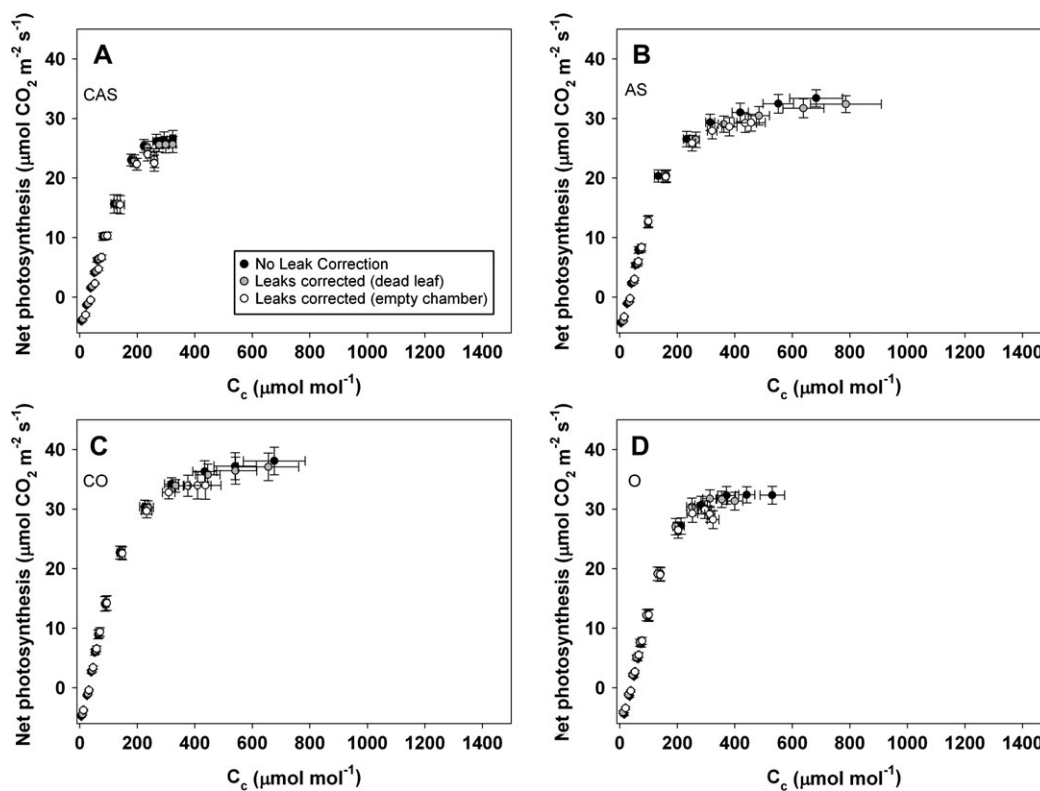 A
B
CAS
AS
40
30
20
10
0
Net photosynthesis (μmol CO2 m-2 s-1)
No Leak Correction
Leaks corrected (dead leaf)
Leaks corrected (empty chamber)
0 200 400 600 800 1000 1200 1400
Cc (μmol mol-1)
40
30
20
10
0
Net photosynthesis (μmol CO2 m-2 s-1)
0 200 400 600 800 1000 1200 1400
Cc (μmol mol-1)
C
D
CO
O
40
30
20
10
0
Net photosynthesis (μmol CO2 m-2 s-1)
0 200 400 600 800 1000 1200 1400
Cc (μmol mol-1)
40
30
20
10
0
Net photosynthesis (μmol CO2 m-2 s-1)
0 200 400 600 800 1000 1200 1400
Cc (μmol mol-1)